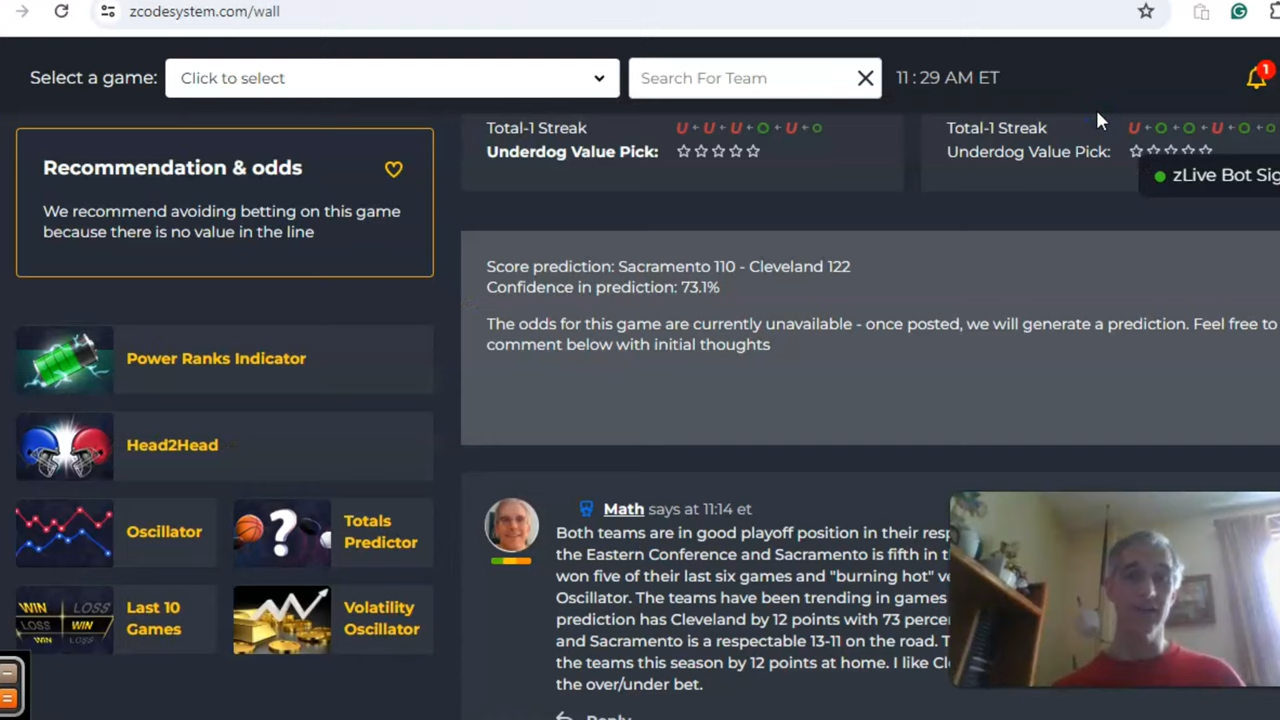 zcodesystem.com/wall
Select a game: Click to select Search For Team 11 : 29 AM ET 1
Recommendation & odds
We recommend avoiding betting on this game
because there is no value in the line
Power Ranks Indicator
Head2Head
Oscillator
Totals
Predictor
WIN LOSS
LOSS WIN
WIN LOSS
Last 10
Games
Volatility
Oscillator
Total-1 Streak U U U O U O
Underdog Value Pick:
Total-1 Streak U O O U O O
Underdog Value Pick:
zLive Bot Sig
Score prediction: Sacramento 110 - Cleveland 122
Confidence in prediction: 73.1%
The odds for this game are currently unavailable - once posted, we will generate a prediction. Feel free to
comment below with initial thoughts
Math says at 11:14 et
Both teams are in good playoff position in their resp
the Eastern Conference and Sacramento is fifth in t
won five of their last six games and "burning hot" ve
Oscillator. The teams have been trending in games
prediction has Cleveland by 12 points with 73 percen
and Sacramento is a respectable 13-11 on the road. T
the teams this season by 12 points at home. I like Cl
the over/under bet.
Reply